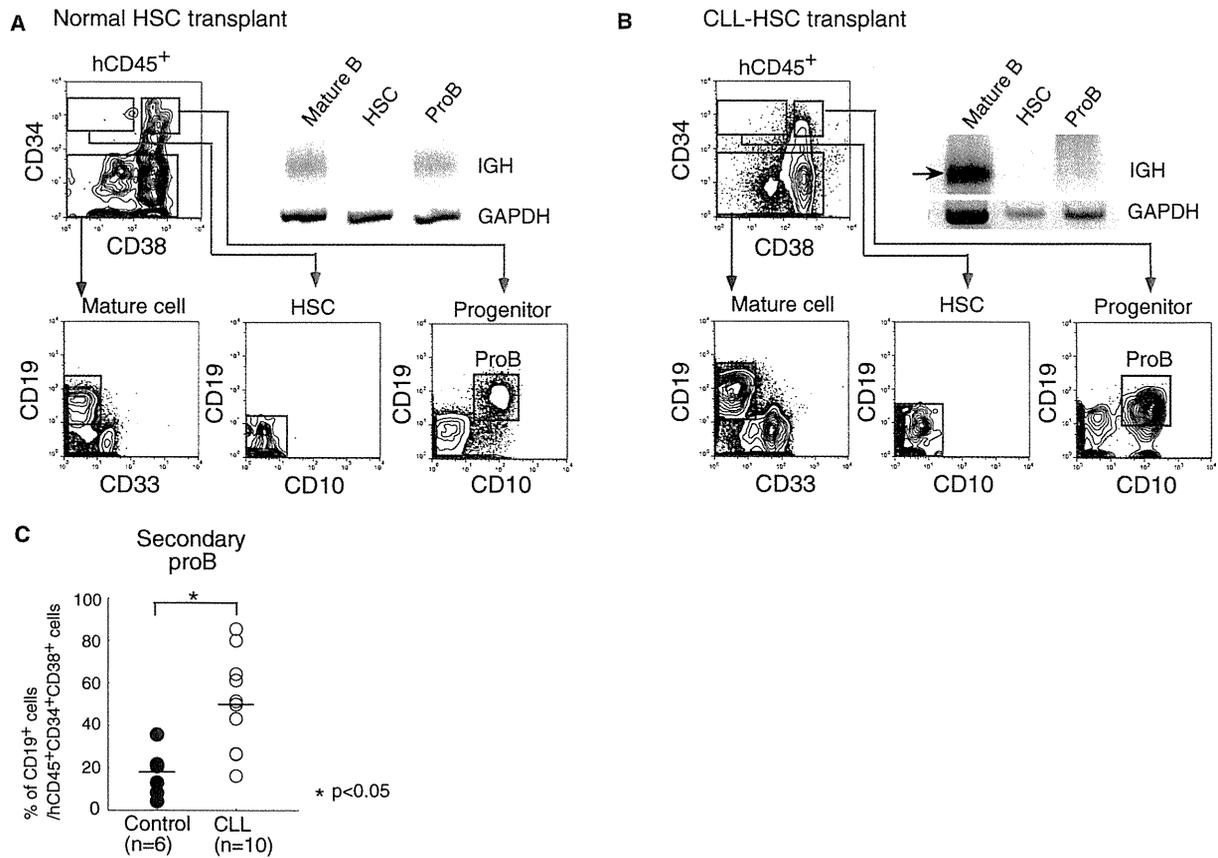 A Normal HSC transplant
hCD45+
CD34
CD38
Mature B
HSC
ProB
IGH
GAPDH
Mature cell
HSC
Progenitor
CD19
CD33
CD19
CD10
CD19
ProB
CD10
B CLL-HSC transplant
hCD45+
CD34
CD38
Mature B
HSC
ProB
IGH
GAPDH
Mature cell
HSC
Progenitor
CD19
CD33
CD19
CD10
CD19
ProB
CD10
C
Secondary
proB
% of CD19+ cells
/hCD45+CD34+CD38+ cells
100
80
60
40
20
0
*
* p<0.05
Control
(n=6)
CLL
(n=10)